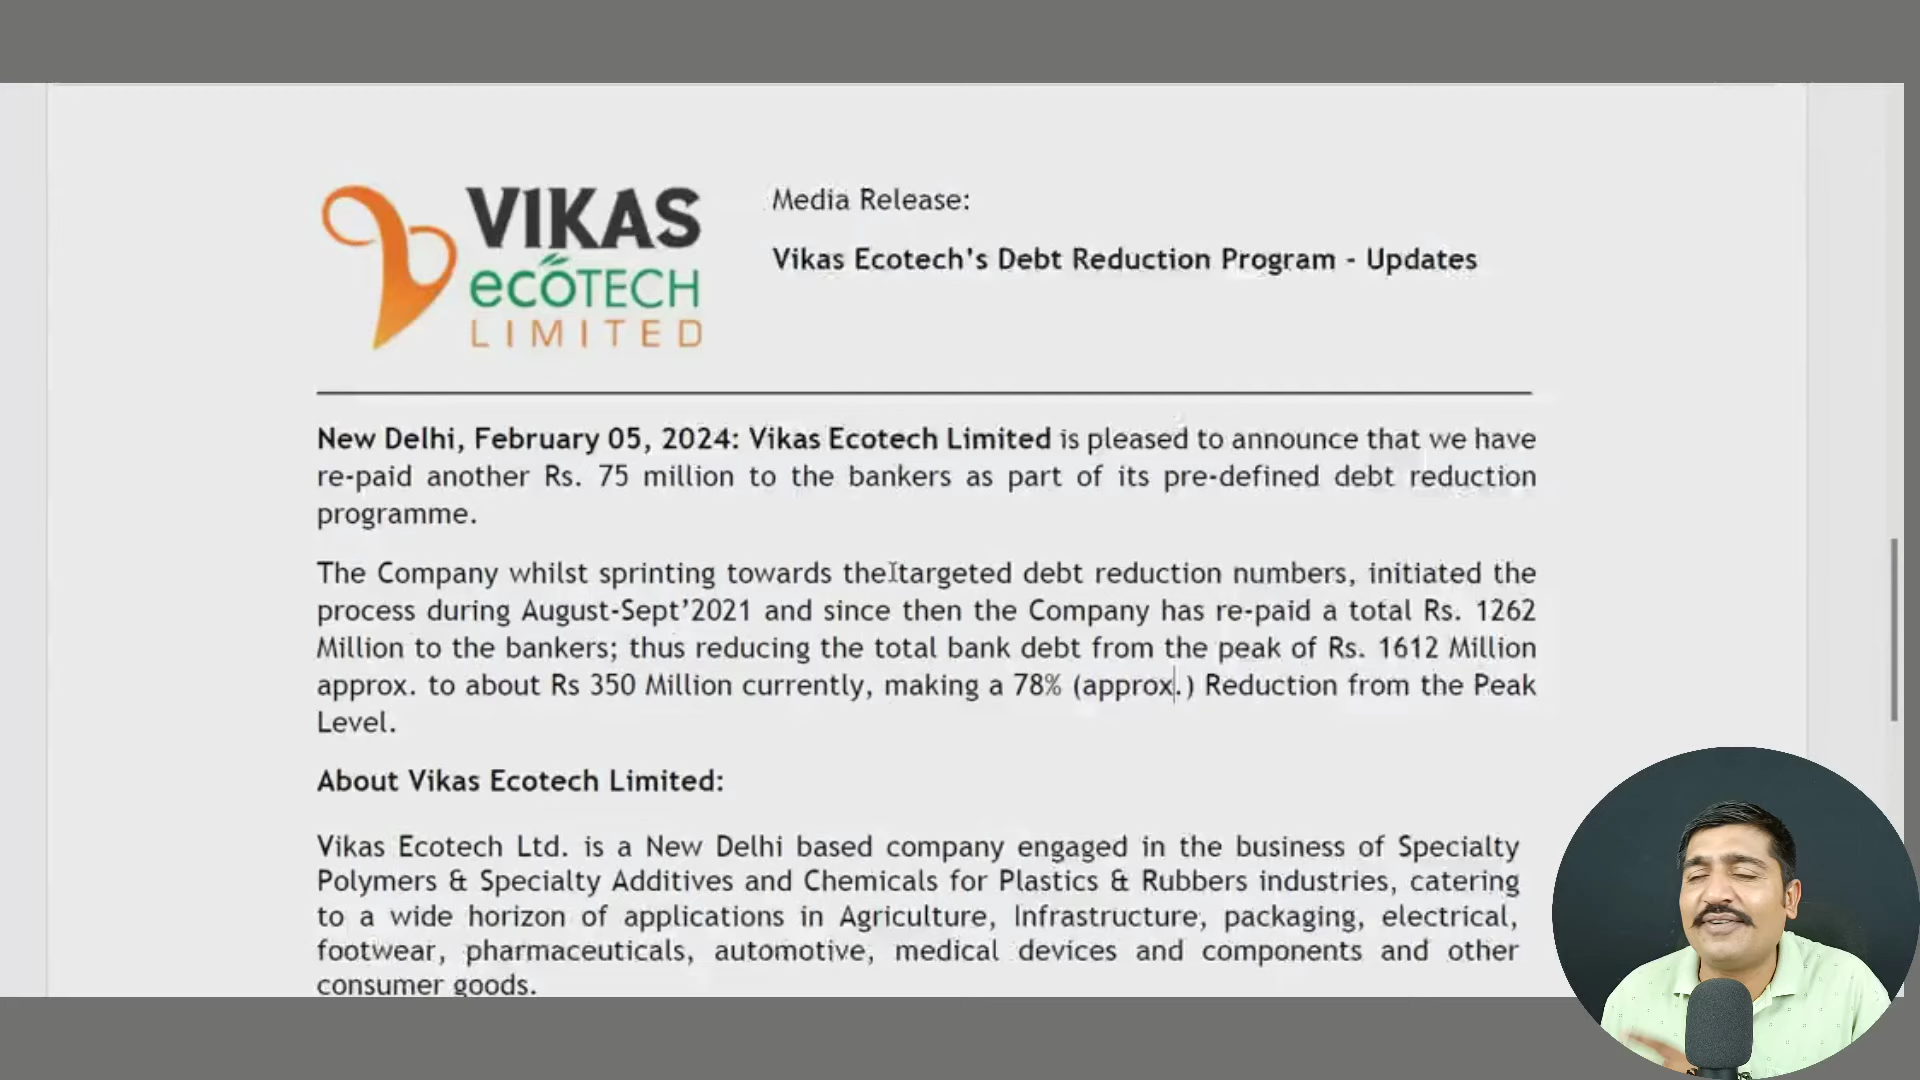 VIKAS
ecoTECH
LIMITED
Media Release:
Vikas Ecotech's Debt Reduction Program - Updates
New Delhi, February 05, 2024: Vikas Ecotech Limited is pleased to announce that we have
re-paid another Rs. 75 million to the bankers as part of its pre-defined debt reduction
programme.
The Company whilst sprinting towards the targeted debt reduction numbers, initiated the
process during August-Sept'2021 and since then the Company has re-paid a total Rs. 1262
Million to the bankers; thus reducing the total bank debt from the peak of Rs. 1612 Million
approx. to about Rs 350 Million currently, making a 78% (approx.) Reduction from the Peak
Level.
About Vikas Ecotech Limited:
Vikas Ecotech Ltd. is a New Delhi based company engaged in the business of Specialty
Polymers & Specialty Additives and Chemicals for Plastics & Rubbers industries, catering
to a wide horizon of applications in Agriculture, Infrastructure, packaging, electrical,
footwear, pharmaceuticals, automotive, medical devices and components and other
consumer goods.